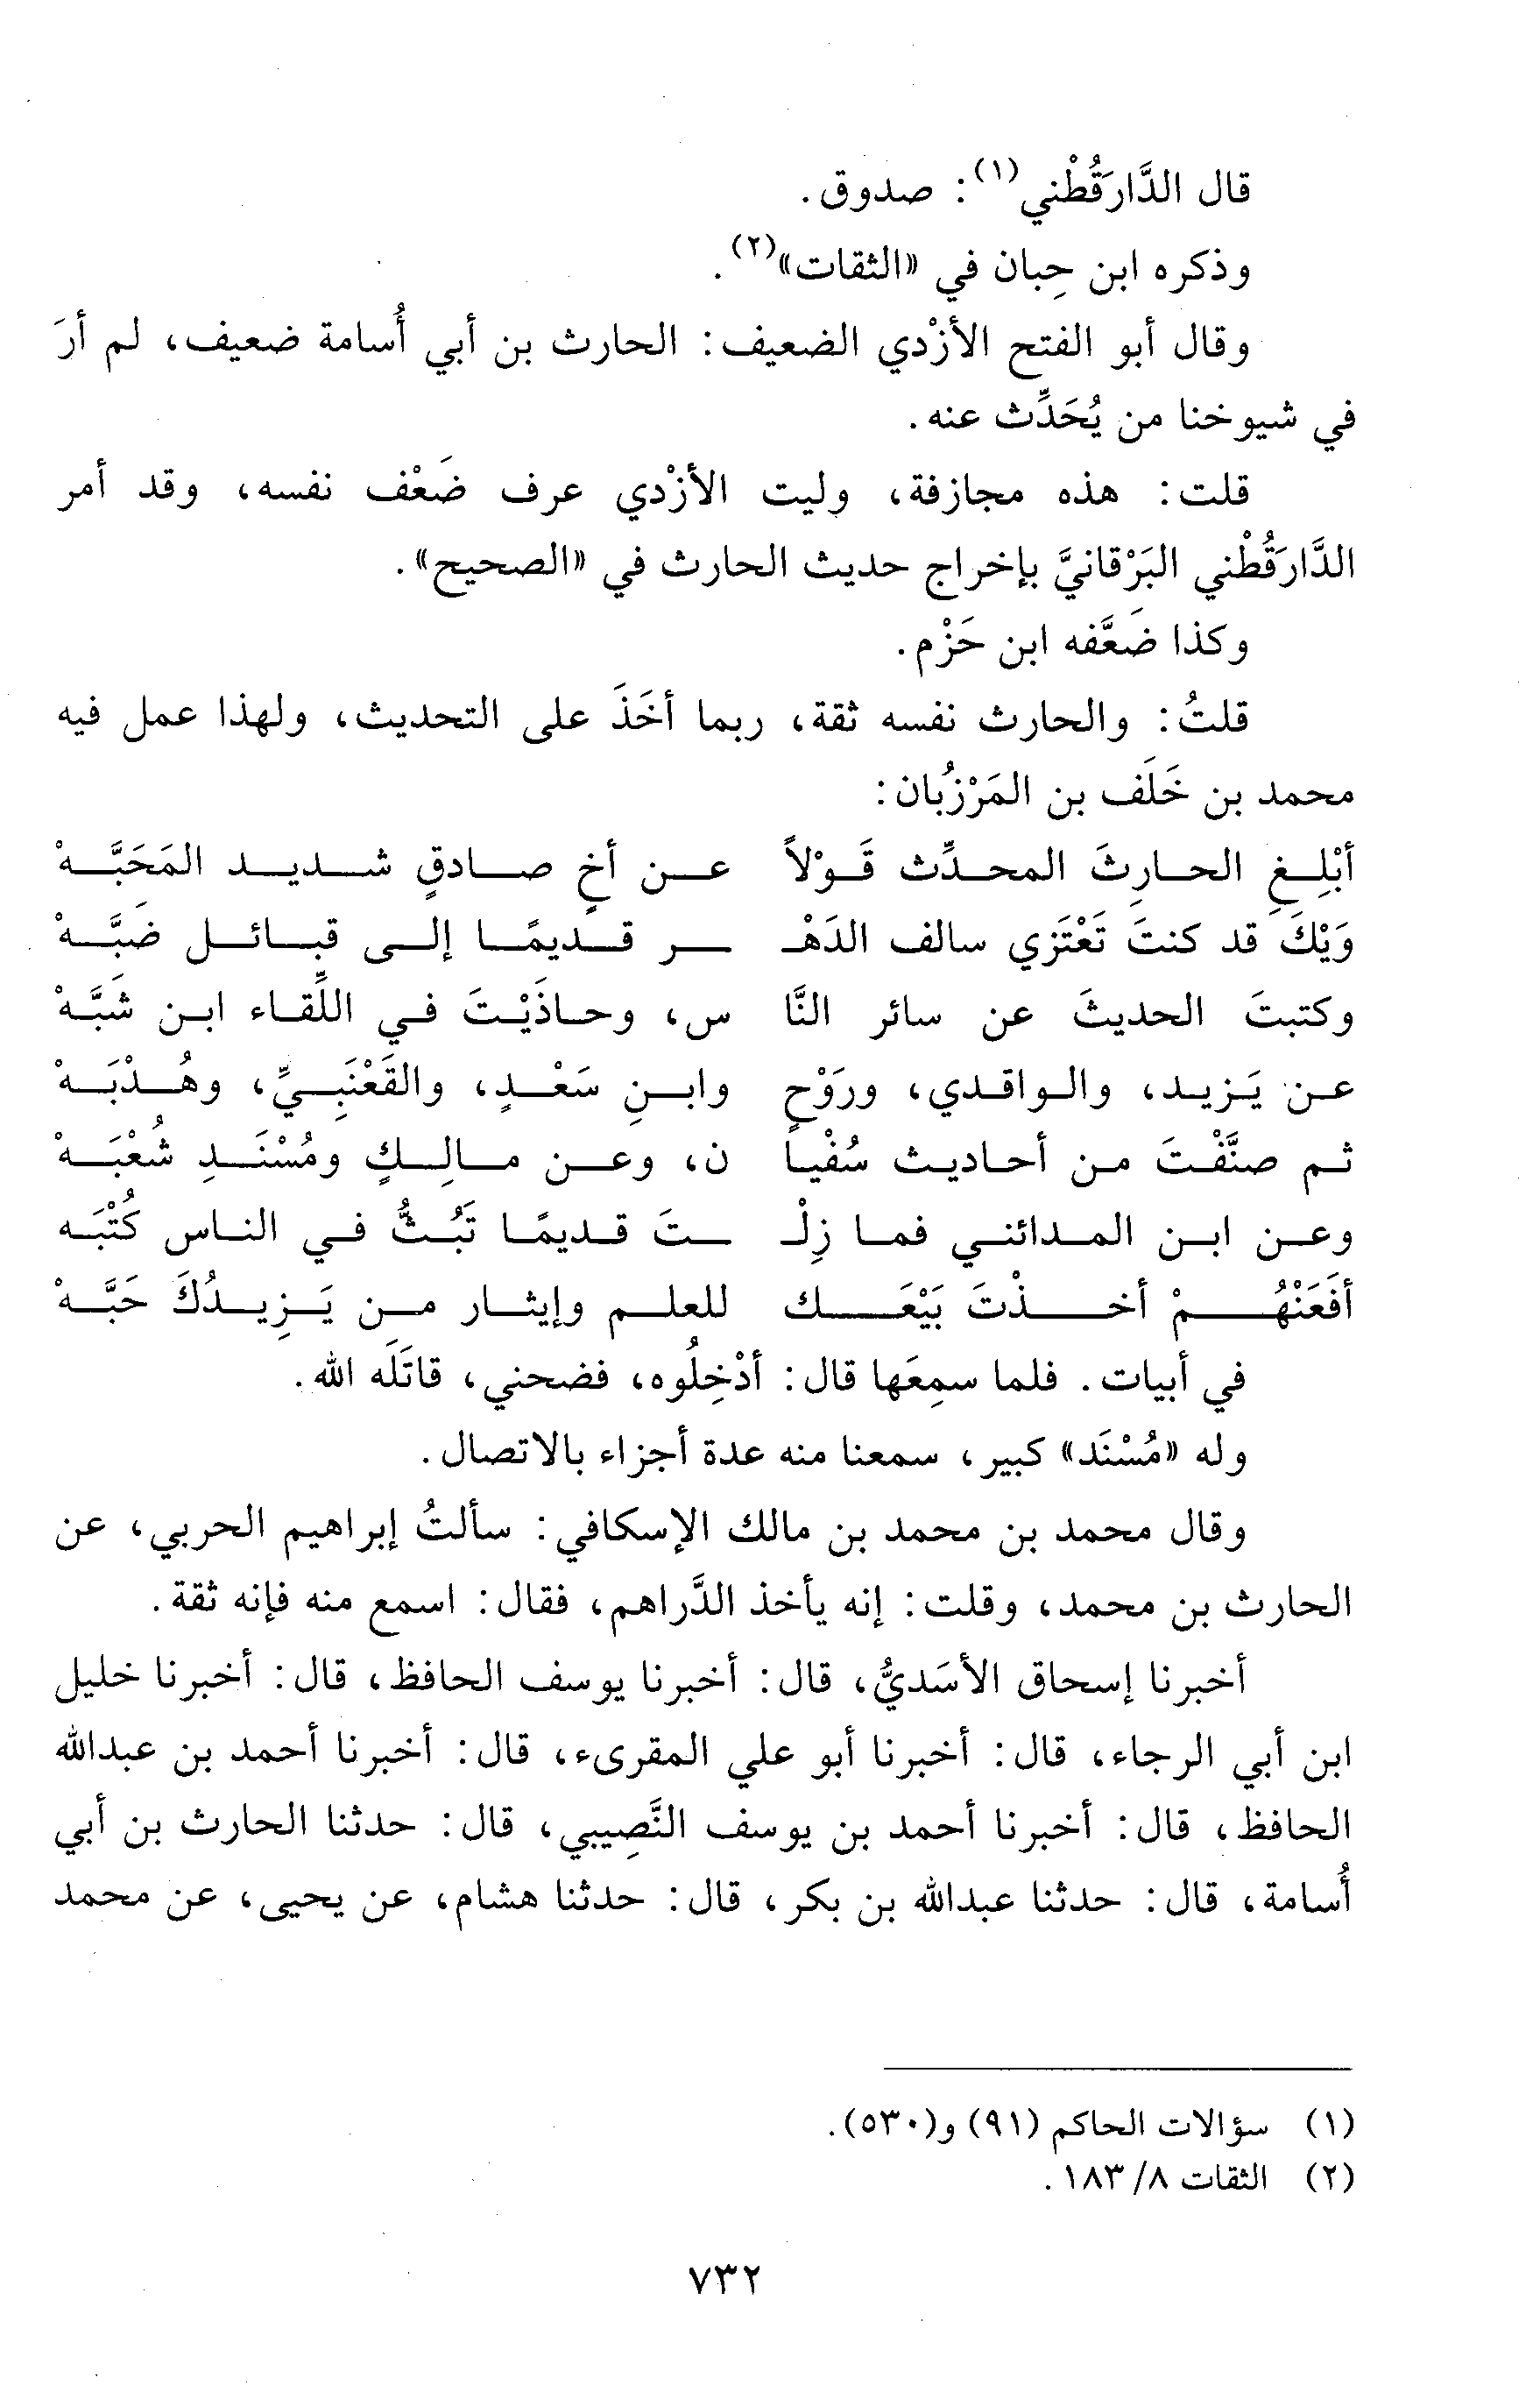 قال الدَّارَقُطْني(١): صدوق.
وذكره ابن حِبان في «الثقات»(٢).
وقال أبو الفتح الأزْدي الضعيف: الحارث بن أبي أُسامة ضعيف، لم أرَ
في شيوخنا من يُحَدِّث عنه.
قلت: هذه مجازفة، وليت الأزْدي عرف ضَعْف نفسه، وقد أمر
الدَّارَقُطْني البَرْقانيَّ بإخراج حديث الحارث في «الصحيح».
وكذا ضَعَّفه ابن حَزْم.
قلتُ: والحارث نفسه ثقة، ربما أخَذَ على التحديث، ولهذا عمل فيه
محمد بن خَلَف بن المَرْزُبان:
أبْلِغِ الحارِثَ المحدِّث قَوْلاً عن أخٍ صادقٍ شديد المَحَبَّهْ
وَيْكَ قد كنتَ تَعْتَزي سالف الدَهْـ ـر قديمًا إلى قبائل ضَبَّهْ
وكتبتَ الحديثَ عن سائر النَّا س، وحاذَيْتَ في اللِّقاء ابن شَبَّهْ
عن يَزيد، والواقدي، ورَوْحٍ وابنِ سَعْدٍ، والقَعْنَبِيِّ، وهُدْبَهْ
ثم صنَّفْتَ من أحاديث سُفْيا ن، وعن مالِكٍ ومُسْنَدِ شُعْبَهْ
وعن ابن المدائني فما زِلْـ ـتَ قديمًا تَبُثُّ في الناس كُتْبَه
أفَعَنْهُمْ أخذْتَ بَيْعَك للعلم وإيثار من يَزِيدُكَ حَبَّهْ
في أبيات. فلما سمِعَها قال: أدْخِلُوه، فضحني، قاتَلَه الله.
وله «مُسْنَد» كبير، سمعنا منه عدة أجزاء بالاتصال.
وقال محمد بن محمد بن مالك الإسكافي: سألتُ إبراهيم الحربي، عن
الحارث بن محمد، وقلت: إنه يأخذ الدَّراهم، فقال: اسمع منه فإنه ثقة.
أخبرنا إسحاق الأسَديُّ، قال: أخبرنا يوسف الحافظ، قال: أخبرنا خليل
ابن أبي الرجاء، قال: أخبرنا أبو علي المقرىء، قال: أخبرنا أحمد بن عبدالله
الحافظ، قال: أخبرنا أحمد بن يوسف النَّصِيبي، قال: حدثنا الحارث بن أبي
أُسامة، قال: حدثنا عبدالله بن بكر، قال: حدثنا هشام، عن يحيى، عن محمد
(١) سؤالات الحاكم (٩١) و(٥٣٠).
(٢) الثقات ٨/ ١٨٣.
٧٣٢